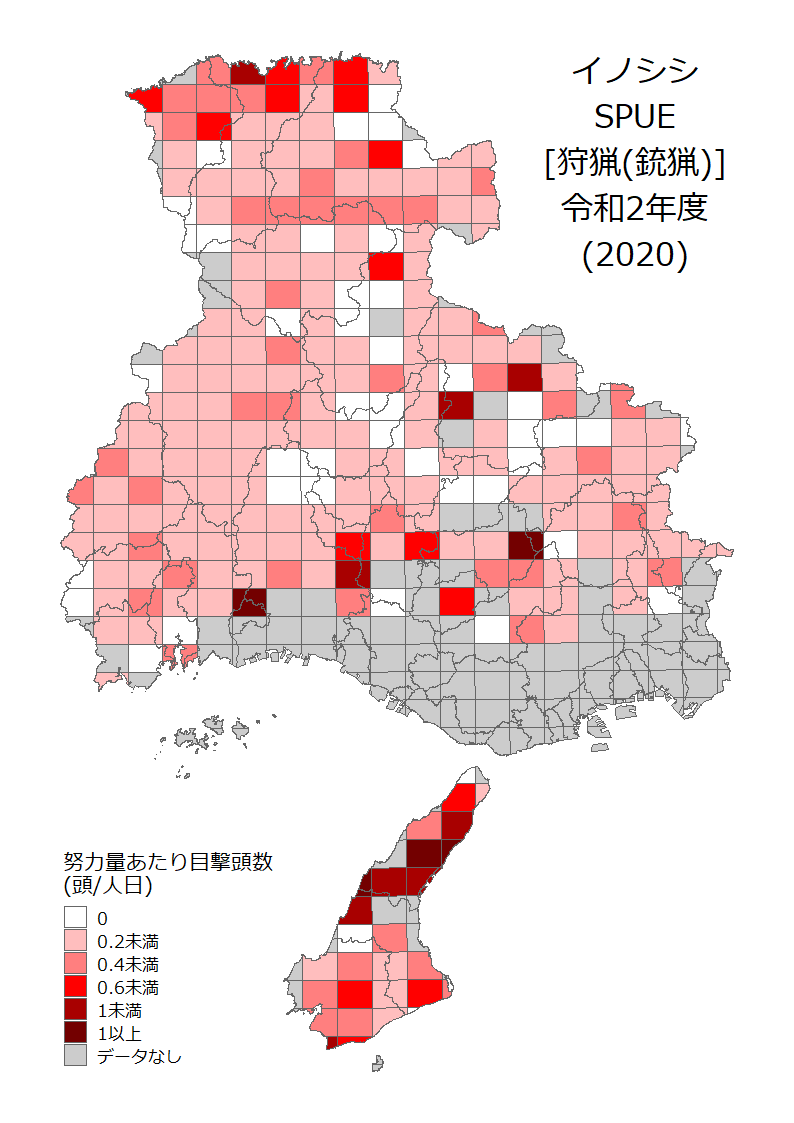 イノシシ
SPUE
[狩猟(銃猟)]
令和2年度
(2020)
努力量あたり目撃頭数
(頭/人日)
0
0.2未満
0.4未満
0.6未満
1未満
1以上
データなし